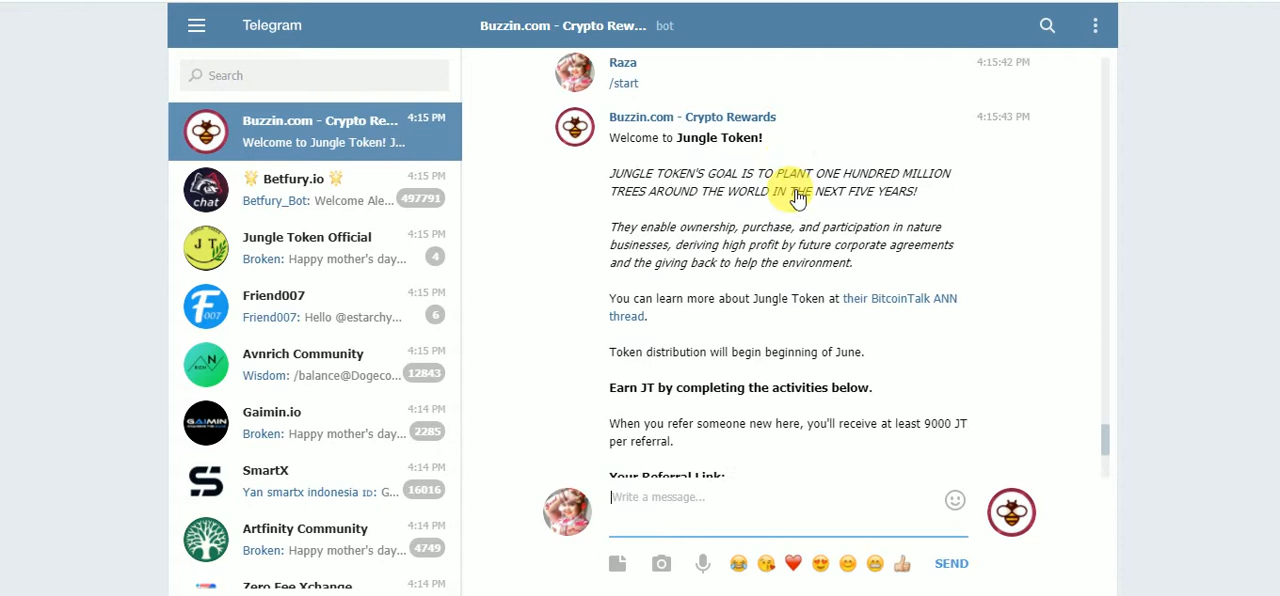 Telegram
Buzzin.com - Crypto Rew... bot
Search
Buzzin.com - Crypto Re... 4:15 PM
Welcome to Jungle Token! J...
Betfury.io 4:15 PM
Betfury_Bot: Welcome Ale... 497791
chat
Jungle Token Official 4:15 PM
Broken: Happy mother's day... 4
JT
Friend007 4:15 PM
Friend007: Hello @estarchy... 6
007
Avnrich Community 4:15 PM
Wisdom: /balance@Dogeco... 12843
N
RICH
Gaimin.io 4:14 PM
Broken: Happy mother's day... 2285
GAIMIN
SmartX 4:14 PM
Yan smartx indonesia ID: G... 16016
Artfinity Community 4:14 PM
Broken: Happy mother's day... 4749
Zero Fee Xchange 4:14 PM
Raza 4:15:42 PM
/start
Buzzin.com - Crypto Rewards 4:15:43 PM
Welcome to Jungle Token!
JUNGLE TOKEN'S GOAL IS TO PLANT ONE HUNDRED MILLION
TREES AROUND THE WORLD IN THE NEXT FIVE YEARS!
They enable ownership, purchase, and participation in nature
businesses, deriving high profit by future corporate agreements
and the giving back to help the environment.
You can learn more about Jungle Token at their BitcoinTalk ANN
thread.
Token distribution will begin beginning of June.
Earn JT by completing the activities below.
When you refer someone new here, you'll receive at least 9000 JT
per referral.
Your Referral Link:
Write a message...
SEND